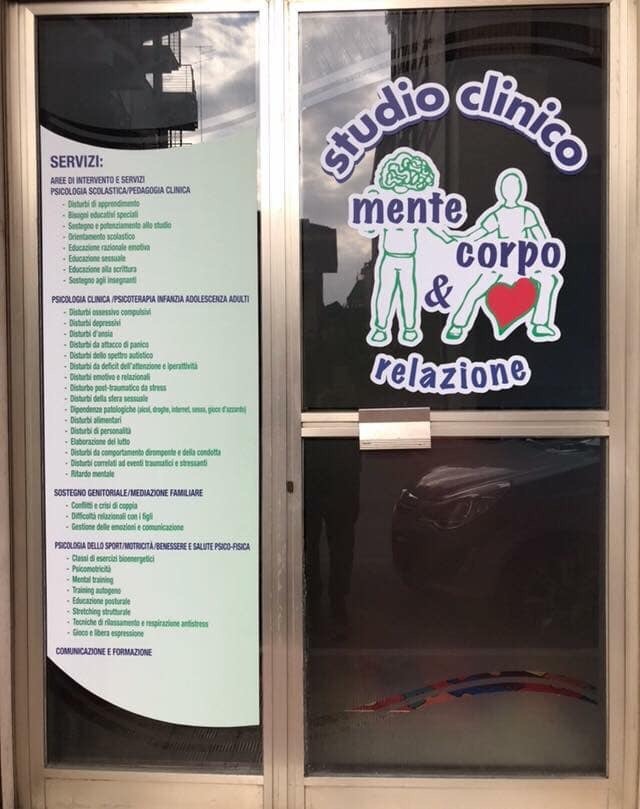 SERVIZI:
AREE DI INTERVENTO E SERVIZI
PSICOLOGIA SCOLASTICA/PEDAGOGIA CLINICA
- Disturbi di apprendimento
- Bisogni educativi speciali
- Sostegno e potenziamento allo studio
- Orientamento scolastico
- Educazione razionale emotiva
- Educazione sessuale
- Educazione alla scrittura
- Sostegno agli insegnanti
PSICOLOGIA CLINICA /PSICOTERAPIA INFANZIA ADOLESCENZA ADULTI
- Disturbi ossessivo compulsivi
- Disturbi depressivi
- Disturbi d'ansia
- Disturbi da attacco di panico
- Disturbi dello spettro autistico
- Disturbi da deficit dell'attenzione e iperattività
- Disturbi emotivo e relazionali
- Disturbo post-traumatico da stress
- Disturbi della sfera sessuale
- Dipendenze patologiche (alcol, droghe, internet, sesso, gioco d'azzardo)
- Disturbi alimentari
- Disturbi di personalità
- Elaborazione del lutto
- Disturbi da comportamento dirompente e della condotta
- Disturbi correlati ad eventi traumatici e stressanti
- Ritardo mentale
SOSTEGNO GENITORIALE/MEDIAZIONE FAMILIARE
- Conflitti e crisi di coppia
- Difficoltà relazionali con i figli
- Gestione delle emozioni e comunicazione
PSICOLOGIA DELLO SPORT/MOTRICITÀ/BENESSERE E SALUTE PSICO-FISICA
- Classi di esercizi bioenergetici
- Psicomotricità
- Mental training
- Training autogeno
- Educazione posturale
- Stretching strutturale
- Tecniche di rilassamento e respirazione antistress
- Gioco e libera espressione
COMUNICAZIONE E FORMAZIONE
studio clinico
mente
corpo
&
relazione